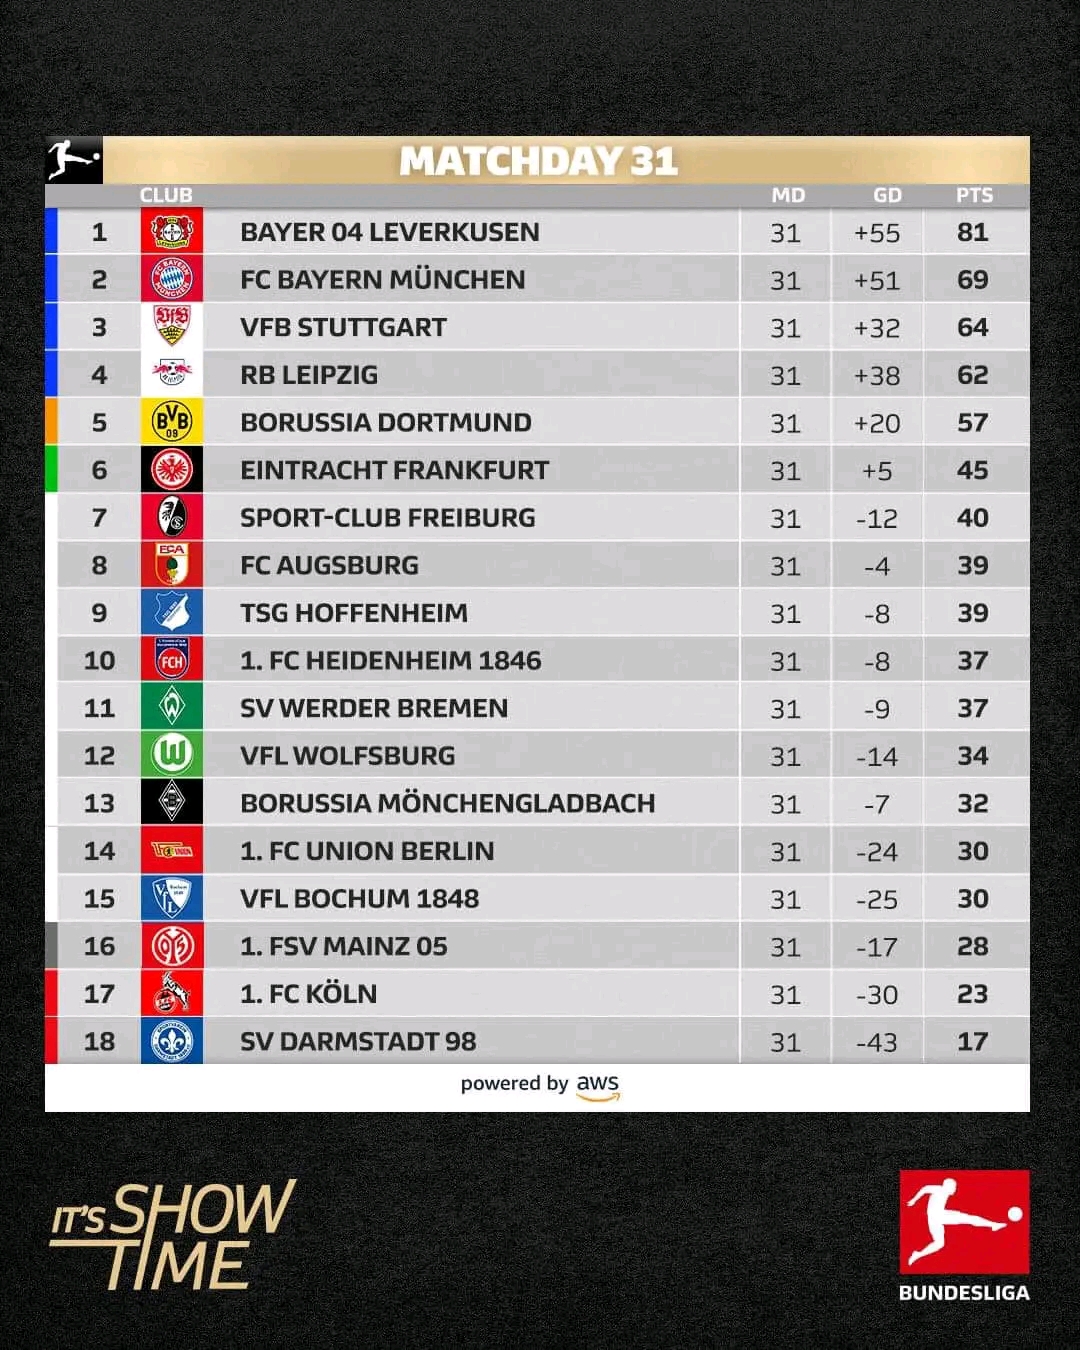 MATCHDAY 31
CLUB MD GD PTS
1 BAYER 04 LEVERKUSEN 31 +55 81
2 FC BAYERN MÜNCHEN 31 +51 69
3 VFB STUTTGART 31 +32 64
4 RB LEIPZIG 31 +38 62
5 BVB 09 BORUSSIA DORTMUND 31 +20 57
6 EINTRACHT FRANKFURT 31 +5 45
7 SPORT-CLUB FREIBURG 31 -12 40
8 FCA FC AUGSBURG 31 -4 39
9 TSG HOFFENHEIM 31 -8 39
10 FCH 1. FC HEIDENHEIM 1846 31 -8 37
11 W SV WERDER BREMEN 31 -9 37
12 W VFL WOLFSBURG 31 -14 34
13 BORUSSIA MÖNCHENGLADBACH 31 -7 32
14 1. FC UNION BERLIN 31 -24 30
15 VfL VFL BOCHUM 1848 31 -25 30
16 1. FSV MAINZ 05 31 -17 28
17 1. FC KÖLN 31 -30 23
18 SV DARMSTADT 98 31 -43 17
powered by aws
IT'S SHOW
TIME
BUNDESLIGA